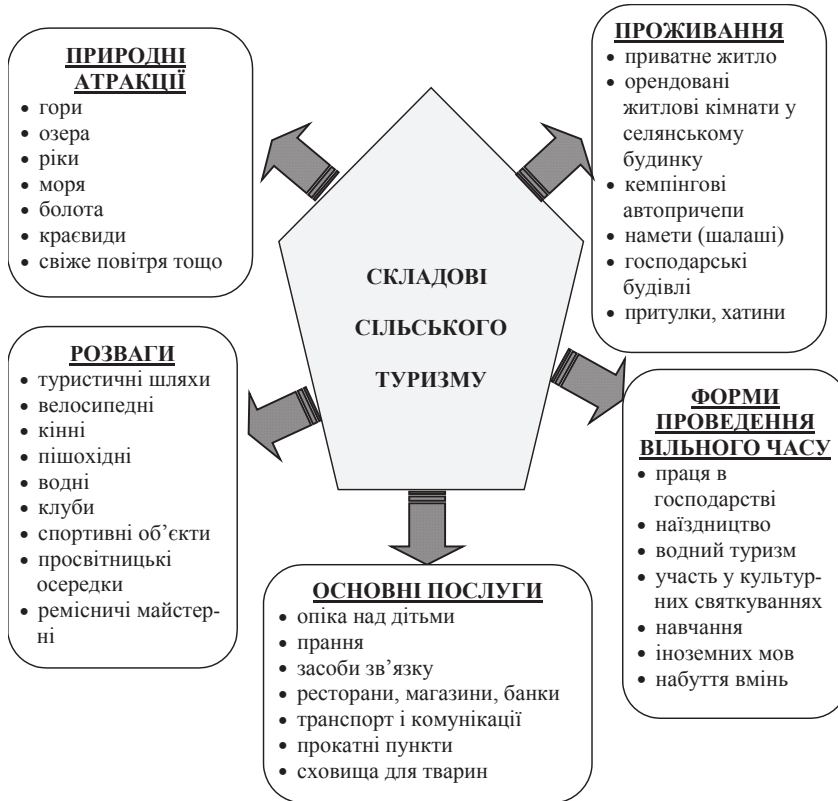 ПРИРОДНІ
АТРАКЦІЇ
• гори
• озера
• ріки
• моря
• болота
• краєвиди
• свіже повітря тощо
ПРОЖИВАННЯ
• приватне житло
• орендовані
житлові кімнати у
селянському
будинку
• кемпінгові
автопричепи
• намети (шалаші)
• господарські
будівлі
• притулки, хатини
СКЛАДОВІ
СІЛЬСЬКОГО
ТУРИЗМУ
РОЗВАГИ
• туристичні шляхи
• велосипедні
• кінні
• пішохідні
• водні
• клуби
• спортивні об’єкти
• просвітницькі
осередки
• ремісничі майстер-
ні
ФОРМИ
ПРОВЕДЕННЯ
ВІЛЬНОГО ЧАСУ
• праця в
господарстві
• наїздництво
• водний туризм
• участь у культур-
них святкуваннях
• навчання
• іноземних мов
• набуття вмінь
ОСНОВНІ ПОСЛУГИ
• опіка над дітьми
• прання
• засоби зв’язку
• ресторани, магазини, банки
• транспорт і комунікації
• прокатні пункти
• сховища для тварин